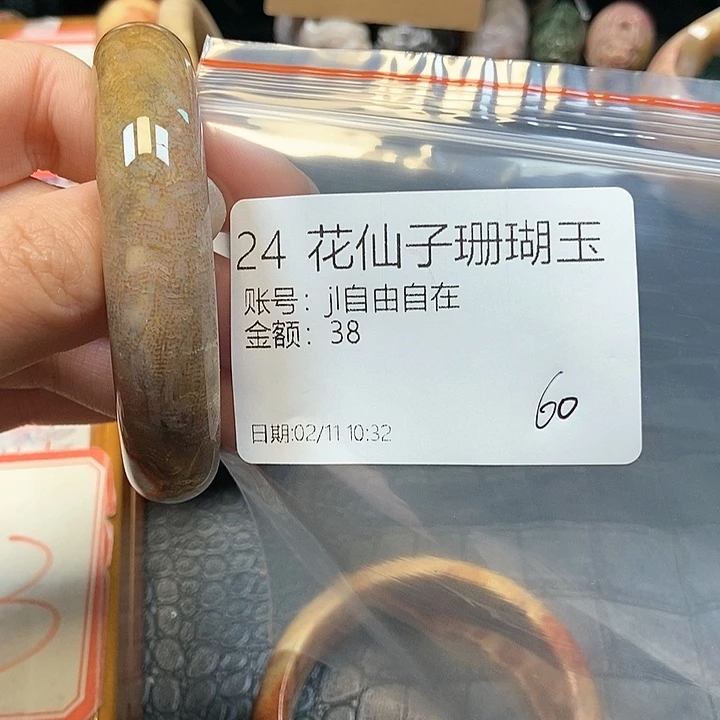 24 花仙子珊瑚玉
账号：jl自由自在
金额：38
60
日期:02/11 10:32